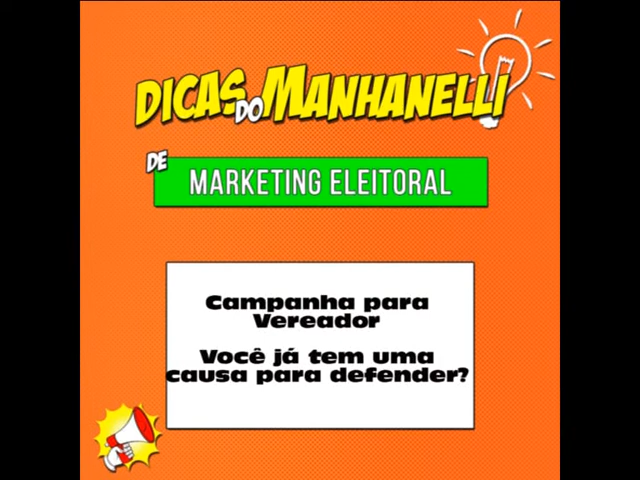 DICAS DO MANHANELLI
DE
MARKETING ELEITORAL
Campanha para
Vereador
Você já tem uma
causa para defender?